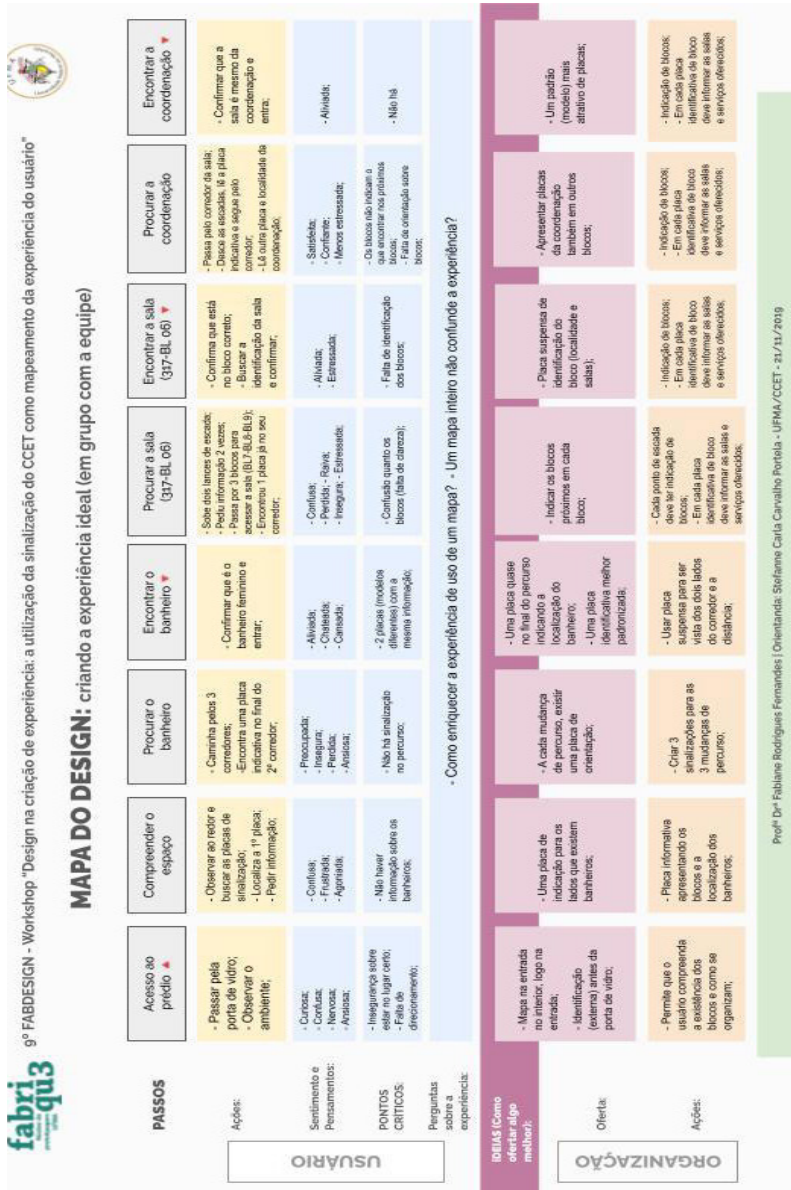 fabri
qu3
9º FABDESIGN - Workshop "Design na criação de experiência: a utilização da sinalização do CCET como mapeamento da experiência do usuário"
MAPA DO DESIGN: criando a experiência ideal (em grupo com a equipe)
PASSOS
Acesso ao
prédio
Compreender o
espaço
Procurar o
banheiro
Encontrar o
banheiro
Procurar a sala
(317-BL 06)
Encontrar a sala
(317-BL 06)
Procurar a
coordenação
Encontrar a
coordenação
USUÁRIO
Ações:
- Passar pela
porta de vidro;
- Observar o
ambiente;
- Observar ao redor e
buscar as placas de
sinalização;
- Localiza a 1º placa;
- Pedir informação;
- Caminha pelos 3
corredores;
-Encontra uma placa
indicativa no final do
2º corredor;
- Confirmar que é o
banheiro feminino e
entrar;
- Sobe dois lances de escada;
- Pediu informação 2 vezes;
- Passa por 3 blocos para
acessar a sala (BL7-BL8-BL9);
- Encontrou 1 placa já no seu
corredor;
- Confirma que está
no bloco correto;
- Buscar a
identificação da sala
e confirmar;
- Passa pelo corredor da sala;
- Desce as escadas, lê a placa
indicativa e segue pelo
corredor;
- Lê outra placa e localidade da
coordenação;
- Confirmar que a
sala é mesmo da
coordenação e
entra;
Sentimento e
Pensamentos:
- Curiosa;
- Confusa;
- Nervosa;
- Ansiosa;
- Confusa;
- Frustrada;
- Agoniada;
- Preocupada;
- Insegura;
- Perdida;
- Ansiosa;
- Aliviada;
- Chateada;
- Cansada;
- Confusa;
- Perdida; - Raiva;
- Insegura; - Estressada;
- Aliviada;
- Estressada;
- Satisfeita;
- Confiante;
- Menos estressada;
- Aliviada;
PONTOS
CRÍTICOS:
- Insegurança sobre
estar no lugar certo;
- Falta de
direcionamento;
- Não haver
informação sobre os
banheiros;
- Não há sinalização
no percurso;
- 2 placas (modelos
diferentes) com a
mesma informação;
- Confusão quanto os
blocos (falta de clareza);
- Falta de identificação
dos blocos;
- Os blocos não indicam o
que encontrar nos próximos
blocos;
- Falta de orientação sobre
blocos;
- Não há
Perguntas
sobre a
experiência:
- Como enriquecer a experiência de uso de um mapa? - Um mapa inteiro não confunde a experiência?
IDEIAS (Como
ofertar algo
melhor):
ORGANIZAÇÃO
Oferta:
- Mapa na entrada
no interior, logo na
entrada;
- Identificação
(externa) antes da
porta de vidro;
- Uma placa de
indicação para os
lados que existem
banheiros;
- A cada mudança
de percurso, existir
uma placa de
orientação;
- Uma placa quase
no final do percurso
indicando a
localização do
banheiro;
- Uma placa
identificativa melhor
padronizada;
- Indicar os blocos
próximos em cada
bloco;
- Placa suspensa de
identificação do
bloco (localidade e
salas);
- Apresentar placas
da coordenação
também em outros
blocos;
- Um padrão
(modelo) mais
atrativo de placas;
Ações:
- Permite que o
usuário compreenda
a existência dos
blocos e como se
organizam;
- Placa informativa
apresentando os
blocos e a
localização dos
banheiros;
- Criar 3
sinalizações para as
3 mudanças de
percurso;
- Usar placa
suspensa para ser
vista dos dois lados
do corredor e a
distância;
- Cada ponto de escada
deve ter indicação de
blocos;
- Em cada placa
identificativa de bloco
deve informar as salas e
serviços oferecidos;
- Indicação de blocos;
- Em cada placa
identificativa de bloco
deve informar as salas
e serviços oferecidos;
- Indicação de blocos;
- Em cada placa
identificativa de bloco
deve informar as salas
e serviços oferecidos;
- Indicação de blocos;
- Em cada placa
identificativa de bloco
deve informar as salas
e serviços oferecidos;
Profª Drª Fabiane Rodrigues Fernandes | Orientanda: Stefanne Carla Carvalho Portela - UFMA/CCET - 21/11/2019